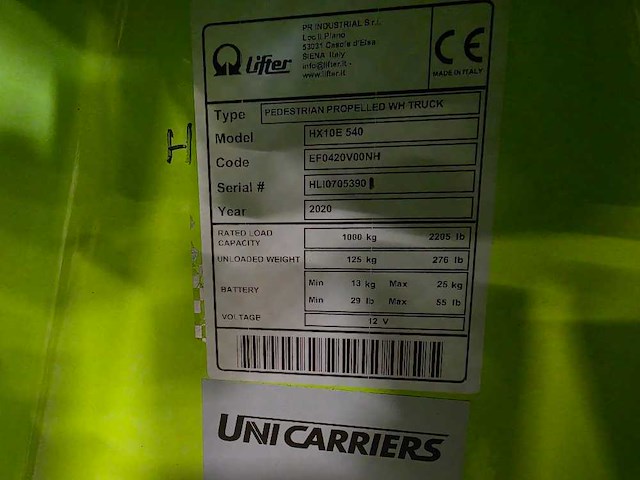 Lifter
PR INDUSTRIAL S.r.l.
Loc. Il Piano
53031 Casole d'Elsa
SIENA Italy
info@lifter.it -
www.lifter.it
CE
MADE IN ITALY
Type PEDESTRIAN PROPELLED WH TRUCK
Model HX10E 540
Code EF0420V00NH
Serial # HLI0705390
Year 2020
RATED LOAD CAPACITY 1000 kg 2205 lb
UNLOADED WEIGHT 125 kg 276 lb
BATTERY Min 13 kg Max 25 kg
Min 29 lb Max 55 lb
VOLTAGE 12 V
H
UNICARRIERS